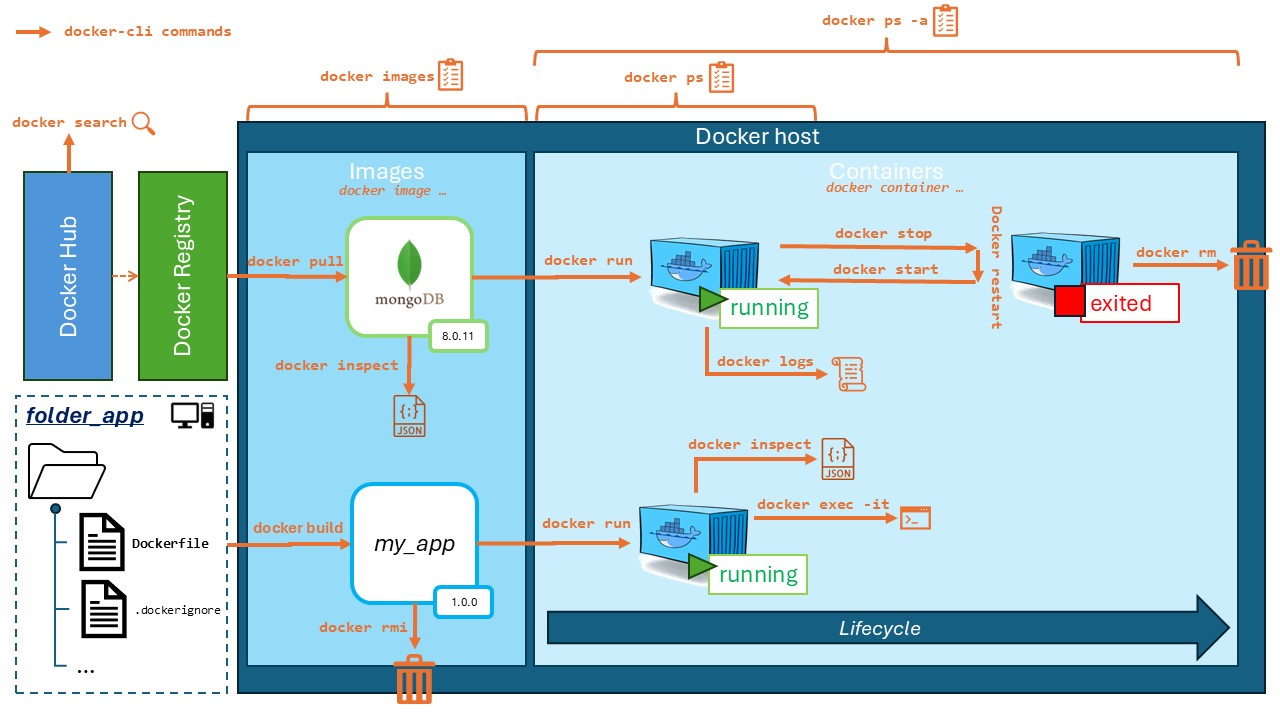 docker-cli commands
docker ps -a
docker images
docker ps
docker search
Docker host
Docker Hub
Docker Registry
Images
docker image …
Containers
docker container …
docker pull
mongoDB
8.0.11
docker run
running
docker stop
docker start
Docker restart
exited
docker rm
docker inspect
JSON
docker logs
folder_app
Dockerfile
.dockerignore
...
docker build
my_app
1.0.0
docker rmi
docker run
running
docker inspect
JSON
docker exec -it
Lifecycle